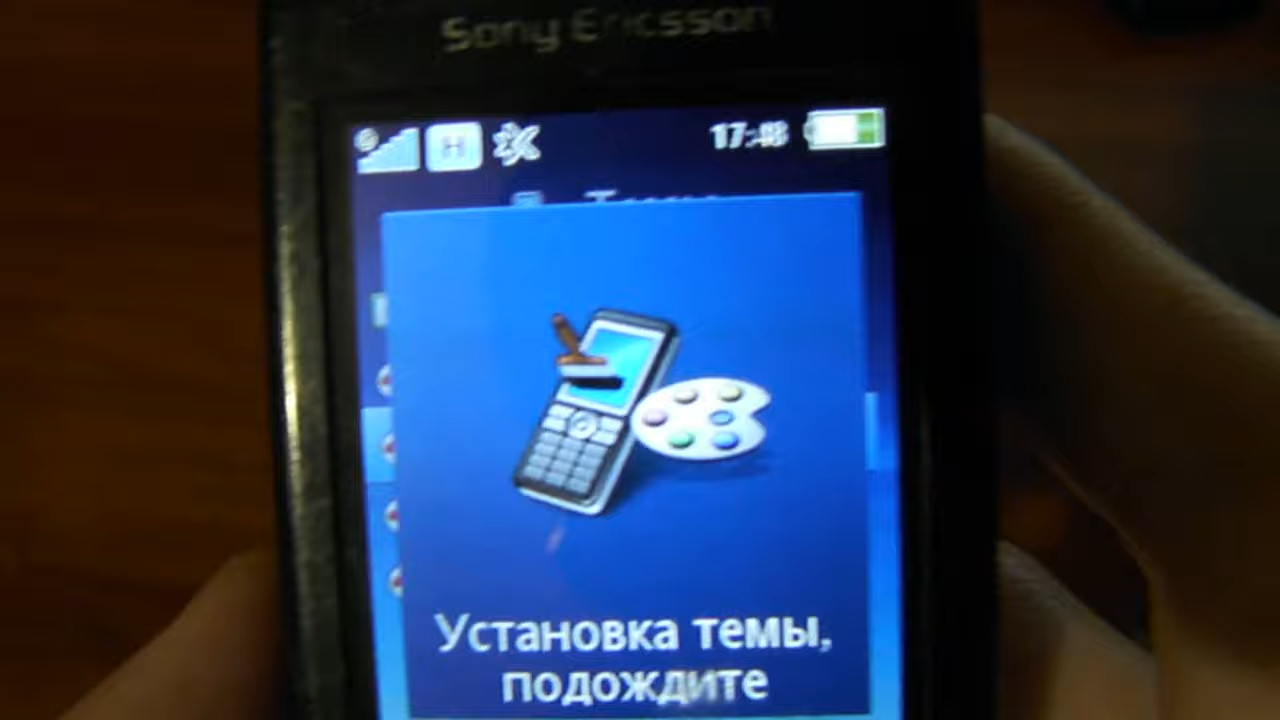 Sony Ericsson
H
17:48
Установка темы,
подождите